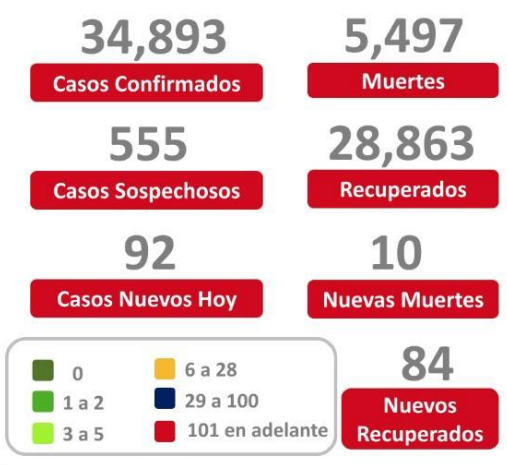 34,893
Casos Confirmados
5,497
Muertes
555
Casos Sospechosos
28,863
Recuperados
92
Casos Nuevos Hoy
10
Nuevas Muertes
0
1 a 2
3 a 5
6 a 28
29 a 100
101 en adelante
84
Nuevos
Recuperados